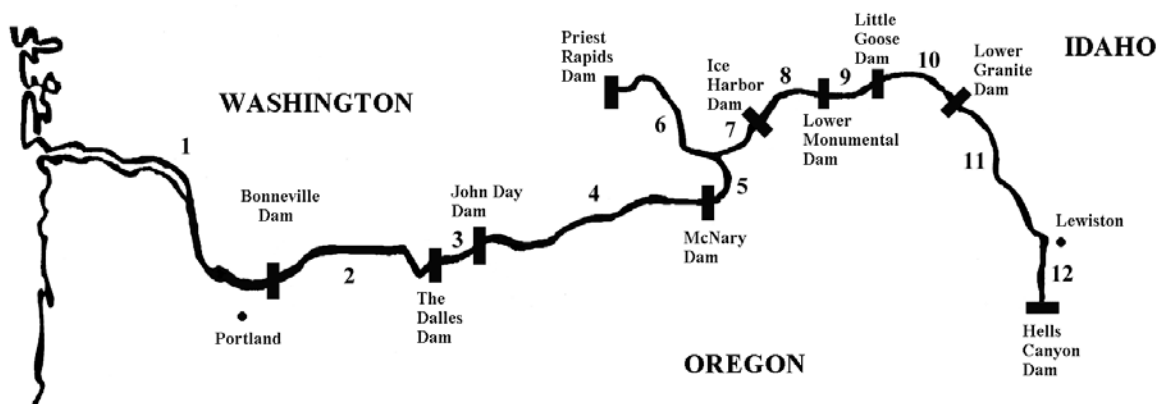 Priest
Rapids
Dam
Little
Goose
Dam
10
Lower
Granite
Dam
IDAHO
WASHINGTON
Ice
Harbor
Dam
8
9
6
7
Lower
Monumental
Dam
11
1
Bonneville
Dam
John Day
Dam
4
5
3
2
McNary
Dam
Lewiston
12
The
Dalles
Dam
Portland
OREGON
Hells
Canyon
Dam